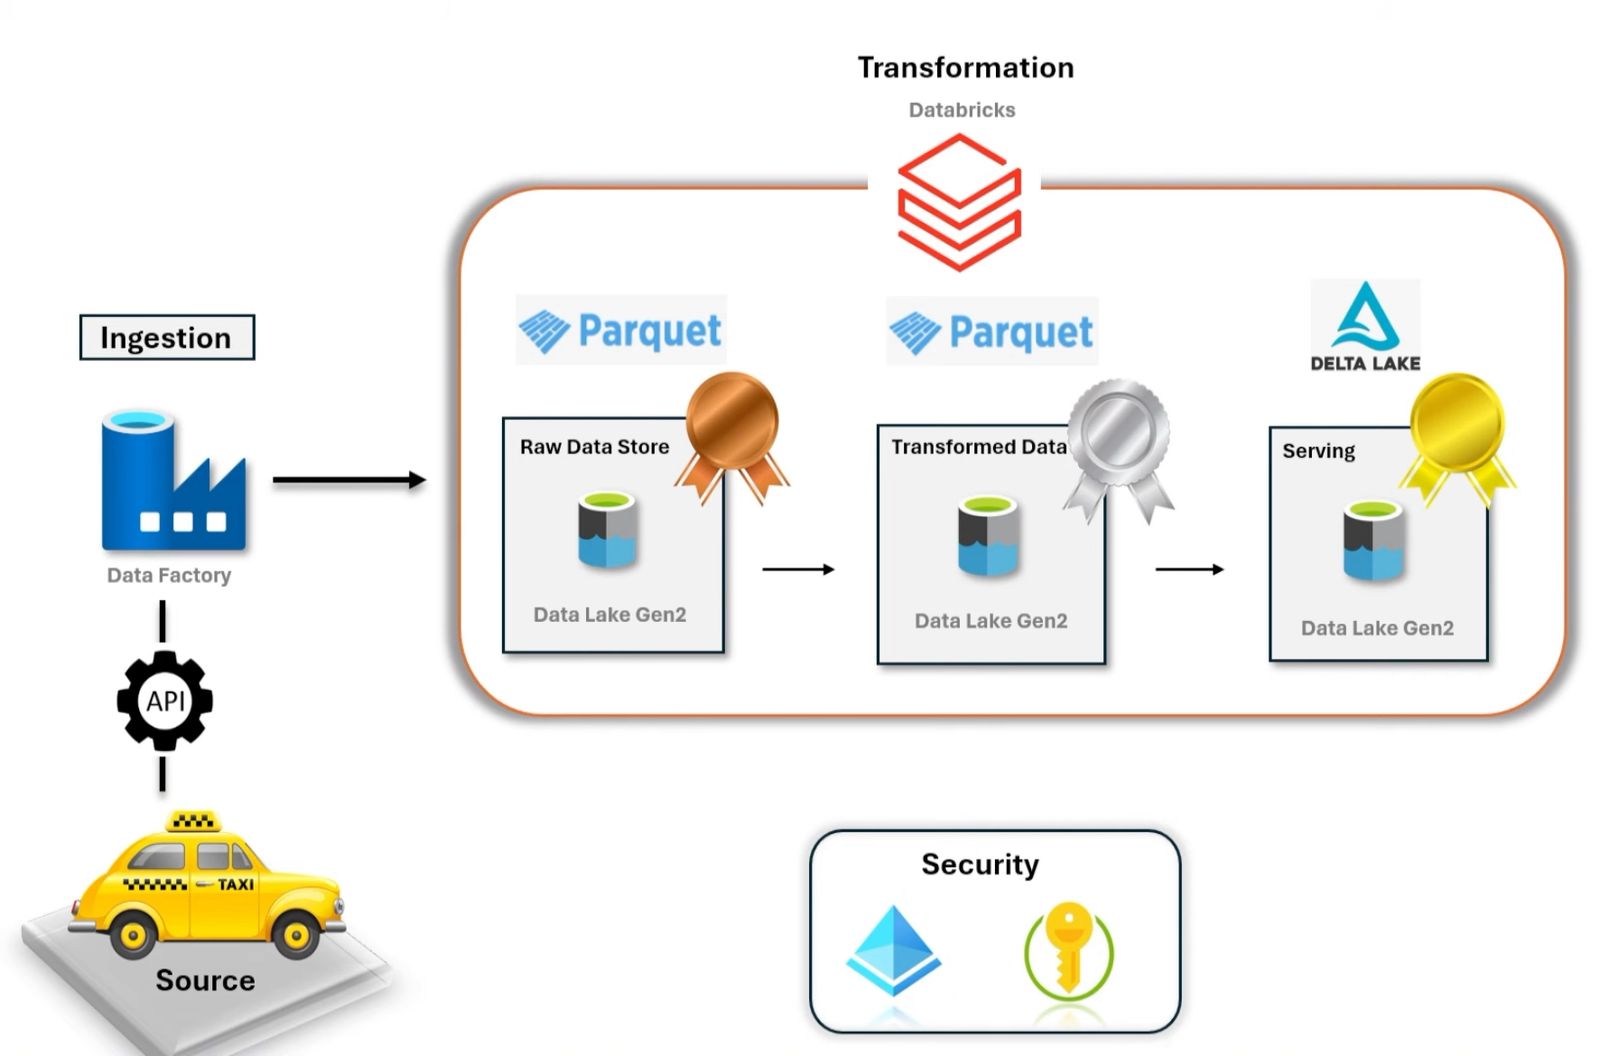 Transformation
Databricks
Parquet
Parquet
DELTA LAKE
Ingestion
Raw Data Store
Transformed Data
Serving
Data Factory
Data Lake Gen2
Data Lake Gen2
Data Lake Gen2
API
TAXI
Source
Security